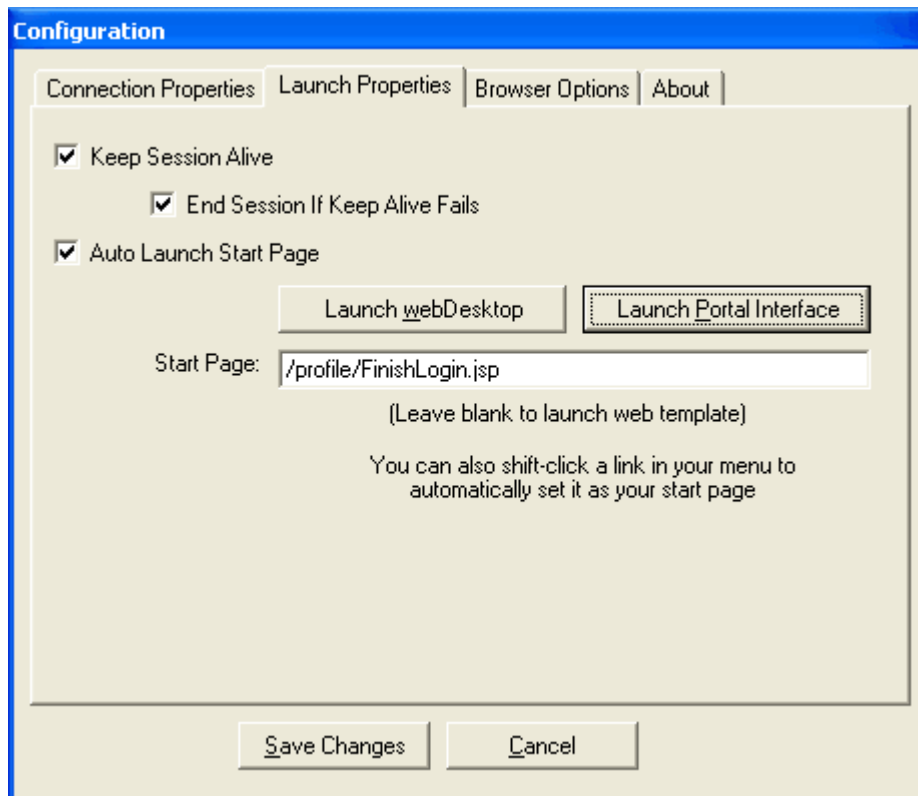 Configuration
Connection Properties Launch Properties Browser Options About
Keep Session Alive
End Session If Keep Alive Fails
Auto Launch Start Page
Launch webDesktop Launch Portal Interface
Start Page: /profile/FinishLogin.jsp
(Leave blank to launch web template)
You can also shift-click a link in your menu to
automatically set it as your start page
Save Changes Cancel